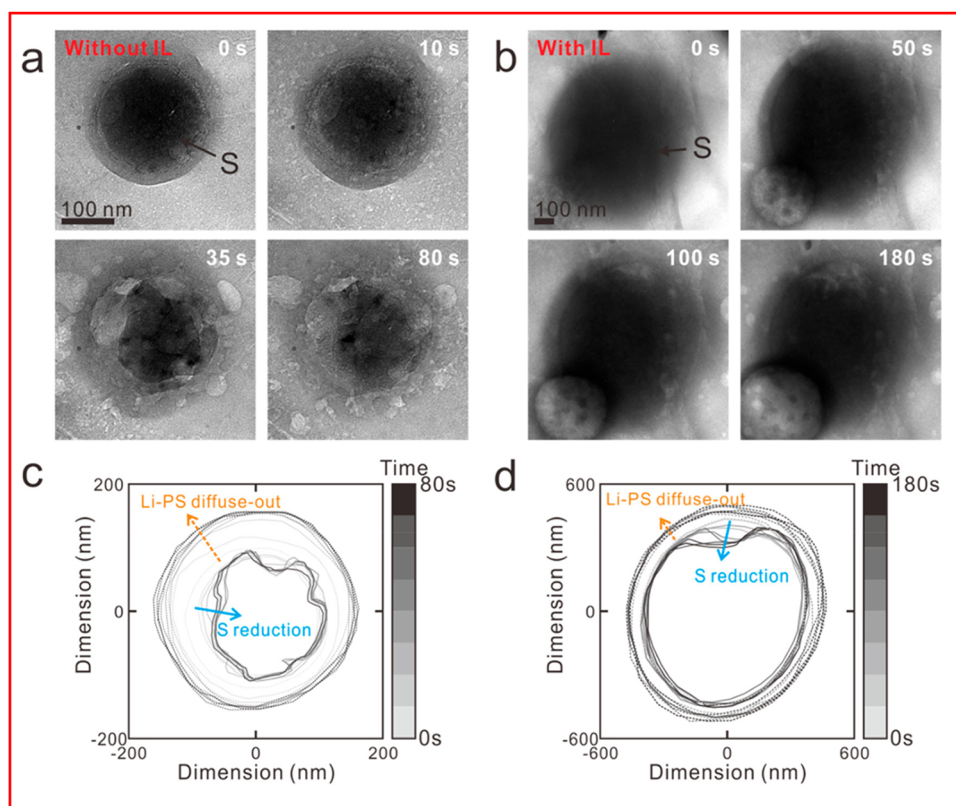 a
Without IL
0 s
10 s
S
100 nm
35 s
80 s
b
With IL
0 s
50 s
S
100 nm
100 s
180 s
c
Time
80s
0s
200
0
-200
-200
0
200
Dimension (nm)
Dimension (nm)
Li-PS diffuse-out
S reduction
d
Time
180s
0s
600
0
-600
-600
0
600
Dimension (nm)
Dimension (nm)
Li-PS diffuse-out
S reduction